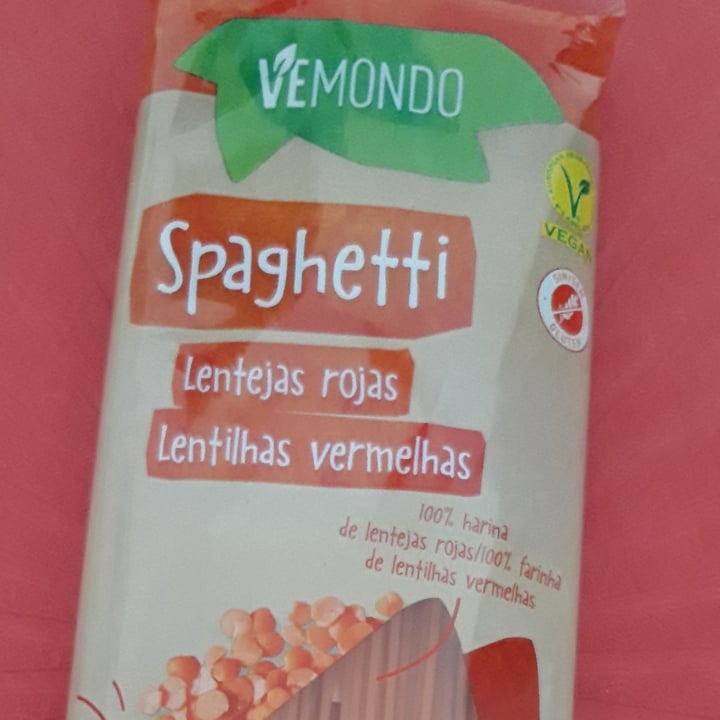 VEMONDO
VEGAN
Spaghetti
Lentejas rojas
Lentilhas vermelhas
100% harina
de lentejas rojas/100% farinha
de lentilhas vermelhas